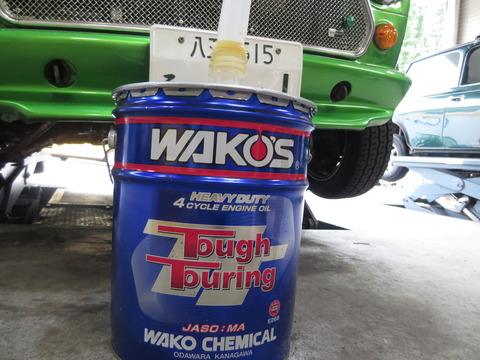 WAKO'S
HEAVY DUTY
4 CYCLE ENGINE OIL
Tough
Touring
JASO:MA
WAKO CHEMICAL
ODAWARA KANAGAWA